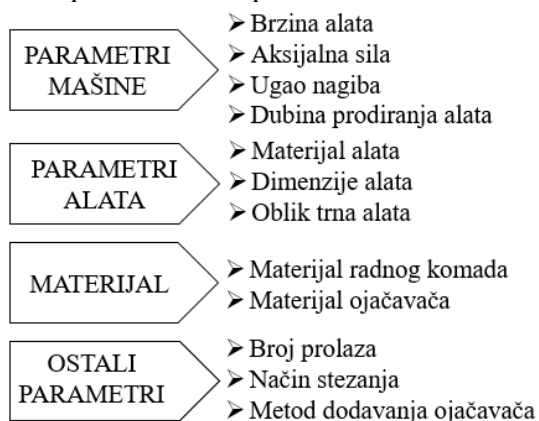 PARAMETRI
MAŠINE
➢ Brzina alata
➢ Aksijalna sila
➢ Ugao nagiba
➢ Dubina prodiranja alata
PARAMETRI
ALATA
➢ Materijal alata
➢ Dimenzije alata
➢ Oblik trna alata
MATERIJAL
➢ Materijal radnog komada
➢ Materijal ojačavača
OSTALI
PARAMETRI
➢ Broj prolaza
➢ Način stezanja
➢ Metod dodavanja ojačavača